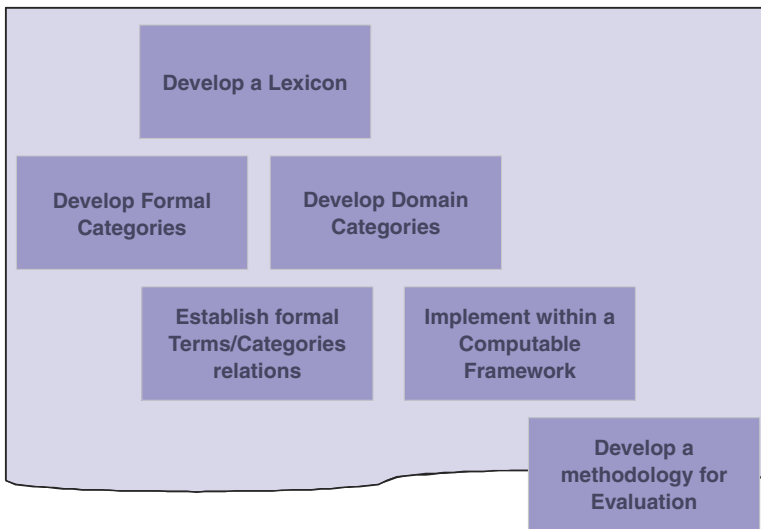 Develop a Lexicon
Develop Formal
Categories
Develop Domain
Categories
Establish formal
Terms/Categories
relations
Implement within a
Computable
Framework
Develop a
methodology for
Evaluation